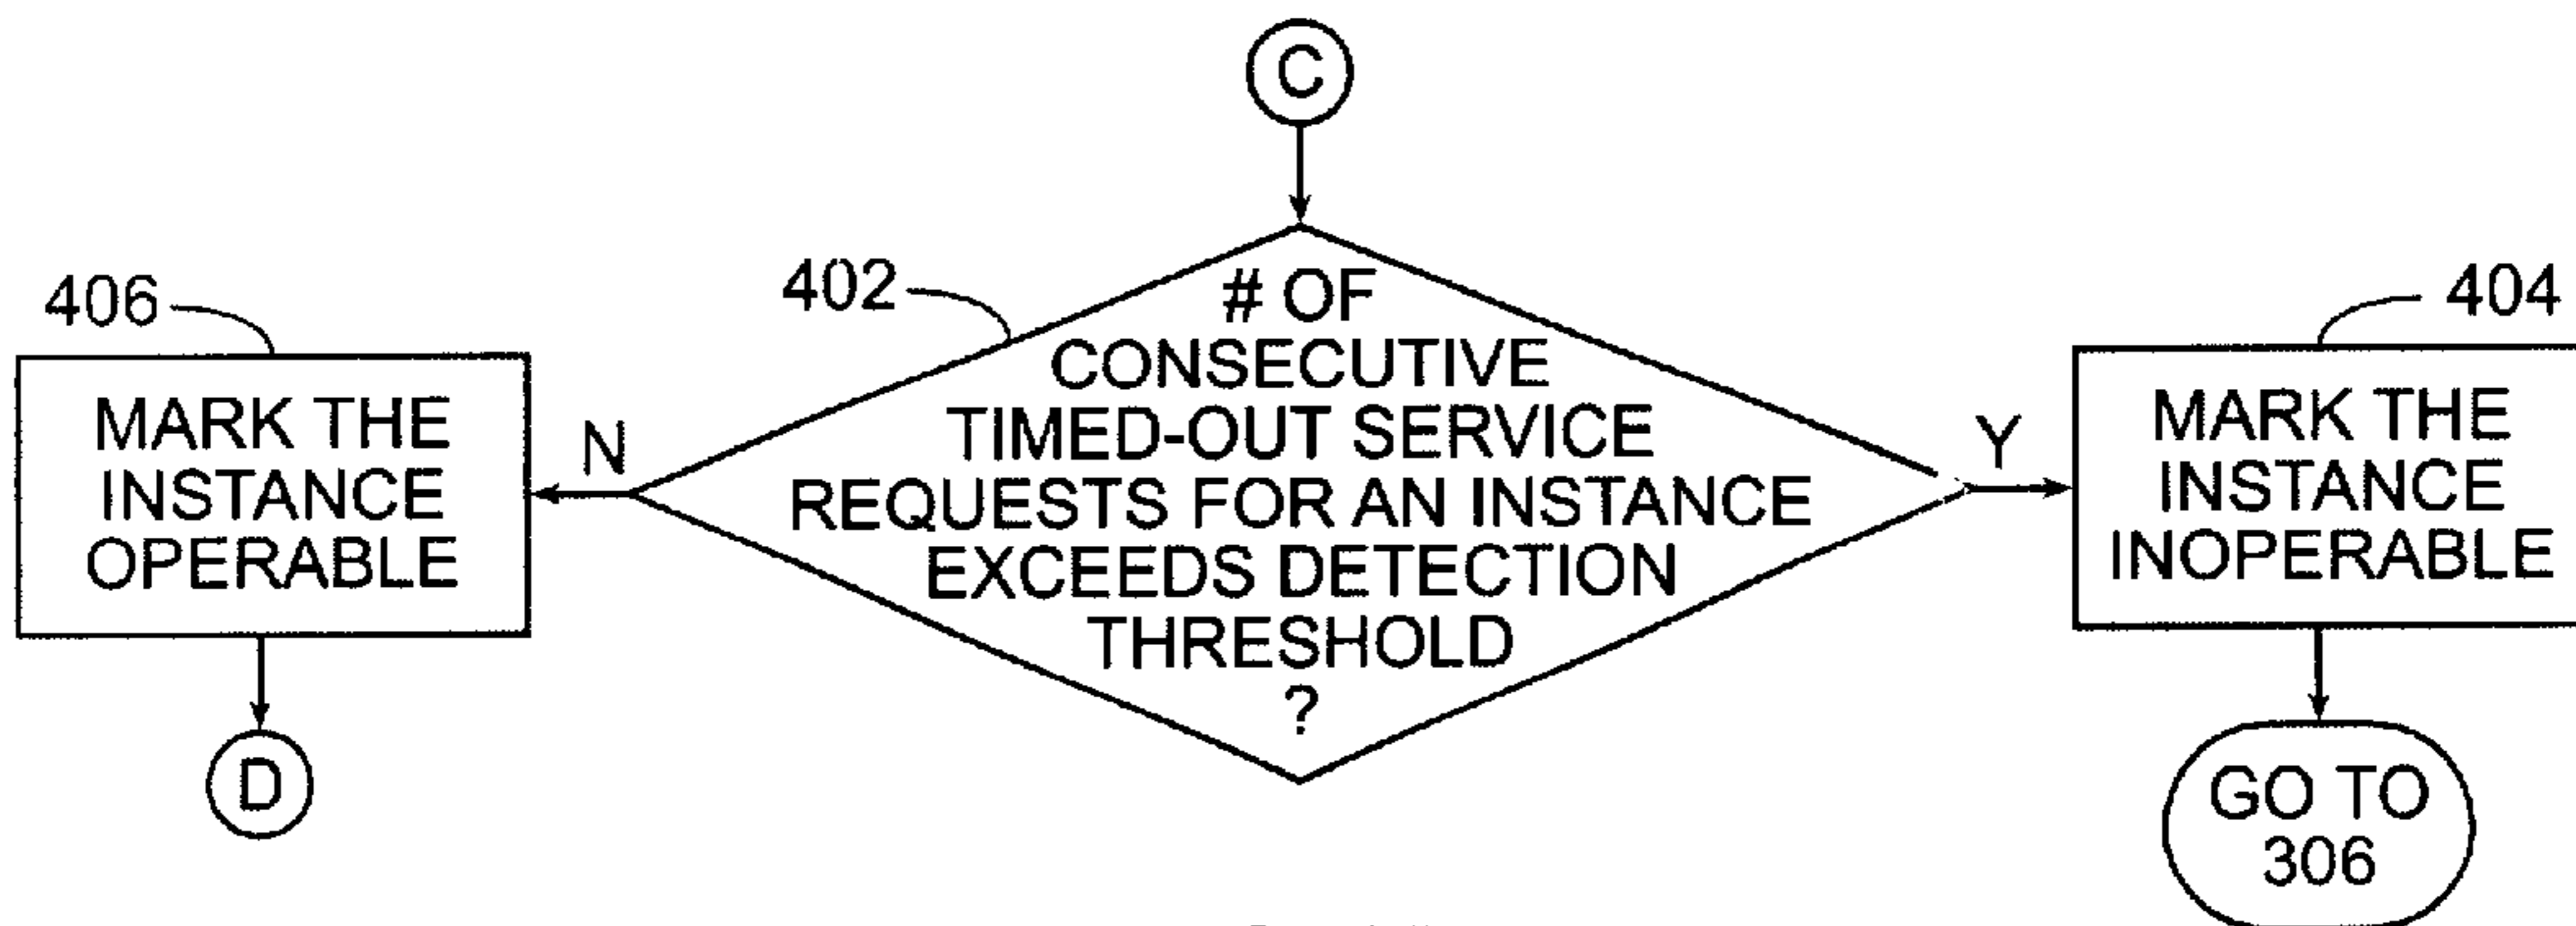 C
402
# OF
CONSECUTIVE
TIMED-OUT SERVICE
REQUESTS FOR AN INSTANCE
EXCEEDS DETECTION
THRESHOLD
?
N
Y
406
MARK THE
INSTANCE
OPERABLE
D
404
MARK THE
INSTANCE
INOPERABLE
GO TO
306